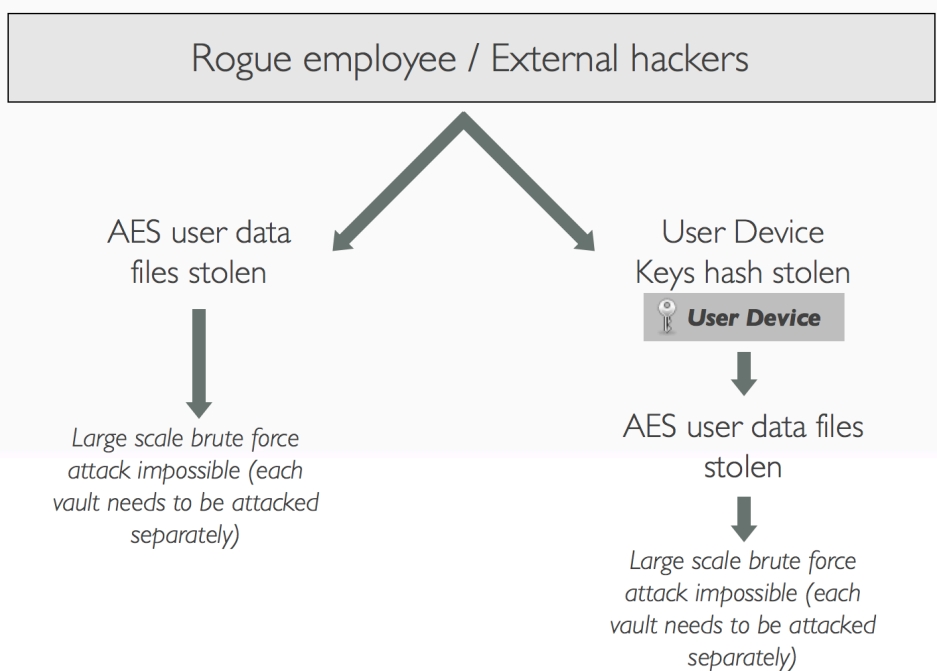 Rogue employee / External hackers
AES user data
files stolen
Large scale brute force
attack impossible (each
vault needs to be attacked
separately)
User Device
Keys hash stolen
User Device
AES user data files
stolen
Large scale brute force
attack impossible (each
vault needs to be attacked
separately)